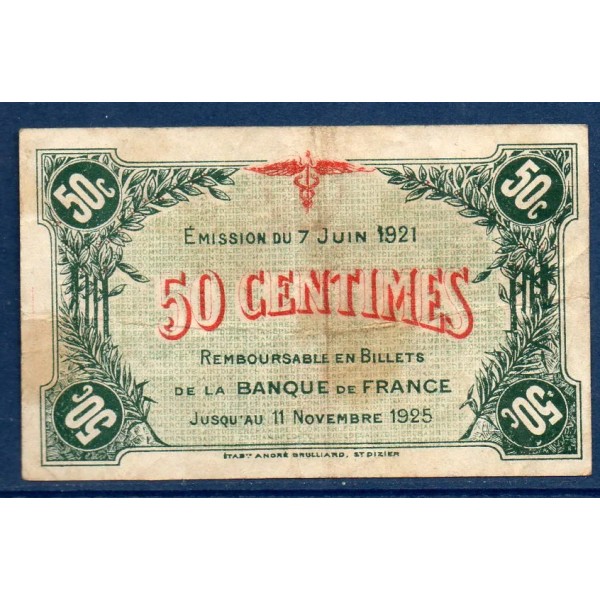 50c
50c
ÉMISSION DU 7 JUIN 1921
50 CENTIMES
REMBOURSABLE EN BILLETS
DE LA BANQUE DE FRANCE
JUSQU'AU 11 NOVEMBRE 1925
50c
50c
ÉTABTS ANDRÉ BRULLIARD, ST DIZIER